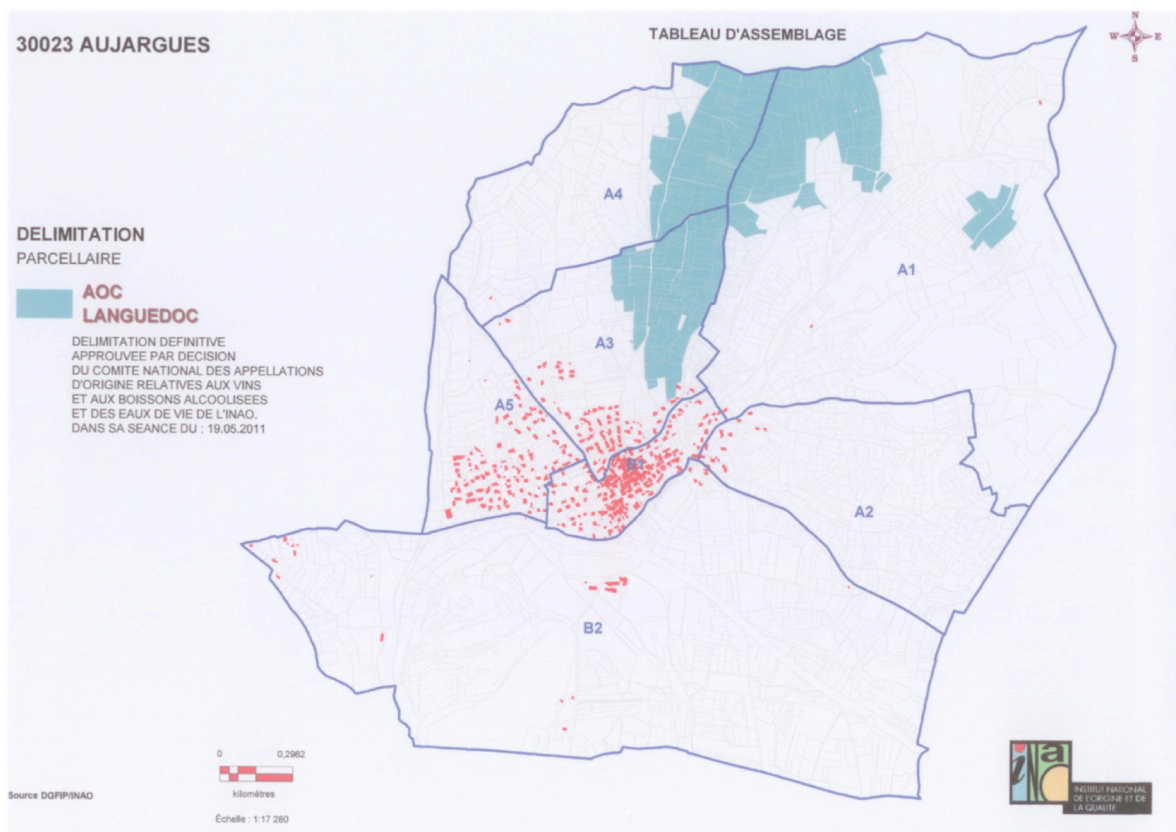 30023 AUJARGUES
TABLEAU D'ASSEMBLAGE
N
W E
S
A4
DELIMITATION
PARCELLAIRE
AOC
LANGUEDOC
A1
DELIMITATION DEFINITIVE
APPROUVEE PAR DECISION
DU COMITE NATIONAL DES APPELLATIONS
D'ORIGINE RELATIVES AUX VINS
ET AUX BOISSONS ALCOOLISEES
ET DES EAUX DE VIE DE L'INAO.
DANS SA SEANCE DU : 19.05.2011
A3
A5
B1
A2
B2
0 0,2962
kilomètres
Échelle : 1:17 280
Source DGFIP/INAO
INAO
INSTITUT NATIONAL
DE L'ORIGINE ET DE
LA QUALITÉ